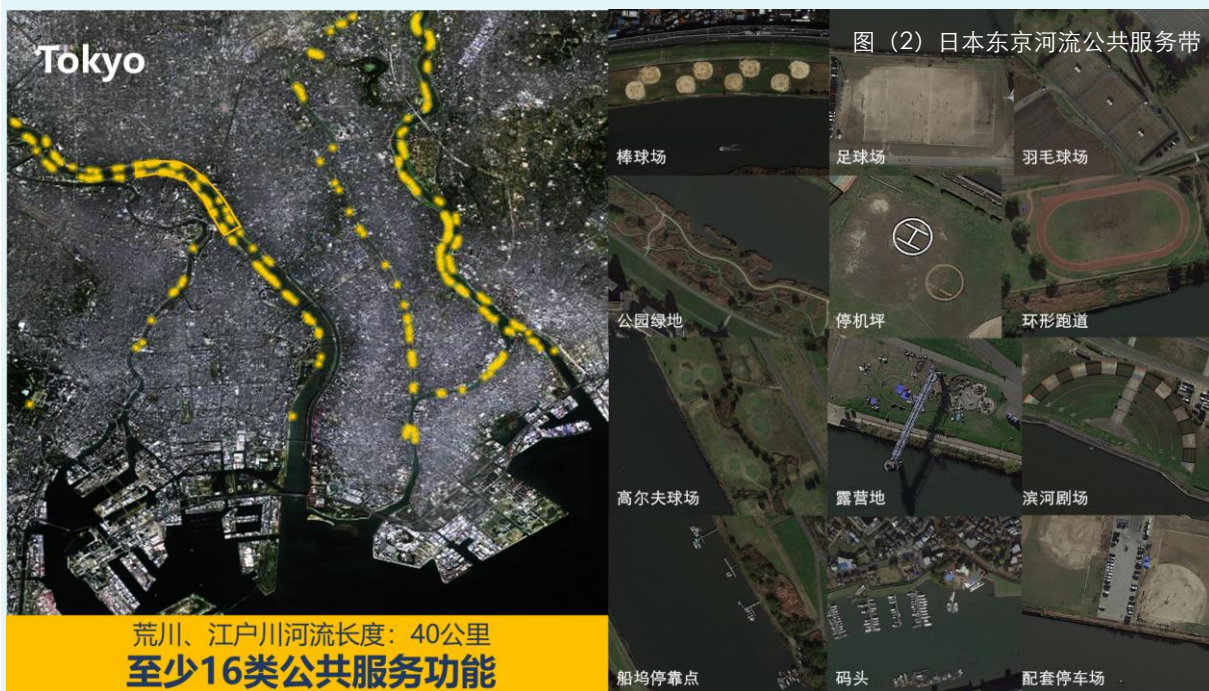 Tokyo
荒川、江户川河流长度：40公里
至少16类公共服务功能
图（2）日本东京河流公共服务带
棒球场
足球场
羽毛球场
公园绿地
停机坪
环形跑道
高尔夫球场
露营地
滨河剧场
船坞停靠点
码头
配套停车场
H